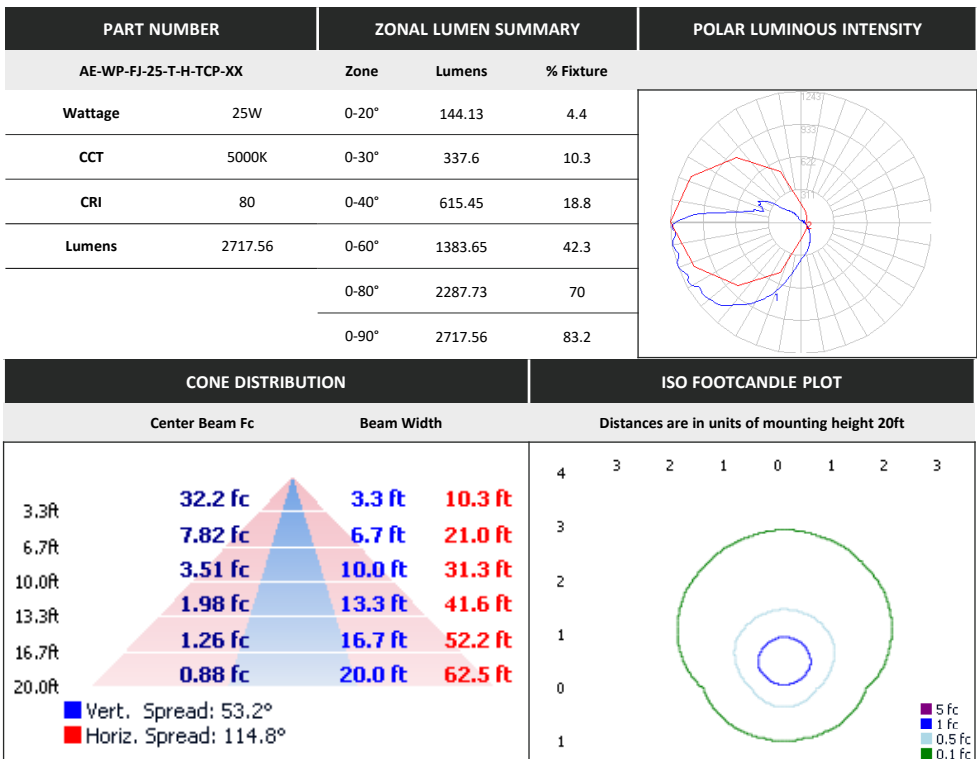 PART NUMBER
ZONAL LUMEN SUMMARY
POLAR LUMINOUS INTENSITY
AE-WP-FJ-25-T-H-TCP-XX
Zone Lumens % Fixture
Wattage 25W
0-20° 144.13 4.4
CCT 5000K
0-30° 337.6 10.3
CRI 80
0-40° 615.45 18.8
Lumens 2717.56
0-60° 1383.65 42.3
0-80° 2287.73 70
0-90° 2717.56 83.2
1243
933
622
311
2
1
CONE DISTRIBUTION
ISO FOOTCANDLE PLOT
Center Beam Fc Beam Width
Distances are in units of mounting height 20ft
3.3ft 32.2 fc 3.3 ft 10.3 ft
6.7ft 7.82 fc 6.7 ft 21.0 ft
10.0ft 3.51 fc 10.0 ft 31.3 ft
13.3ft 1.98 fc 13.3 ft 41.6 ft
16.7ft 1.26 fc 16.7 ft 52.2 ft
20.0ft 0.88 fc 20.0 ft 62.5 ft
Vert. Spread: 53.2°
Horiz. Spread: 114.8°
4 3 2 1 0 1 2 3
3
2
1
0
1
5 fc
1 fc
0.5 fc
0.1 fc